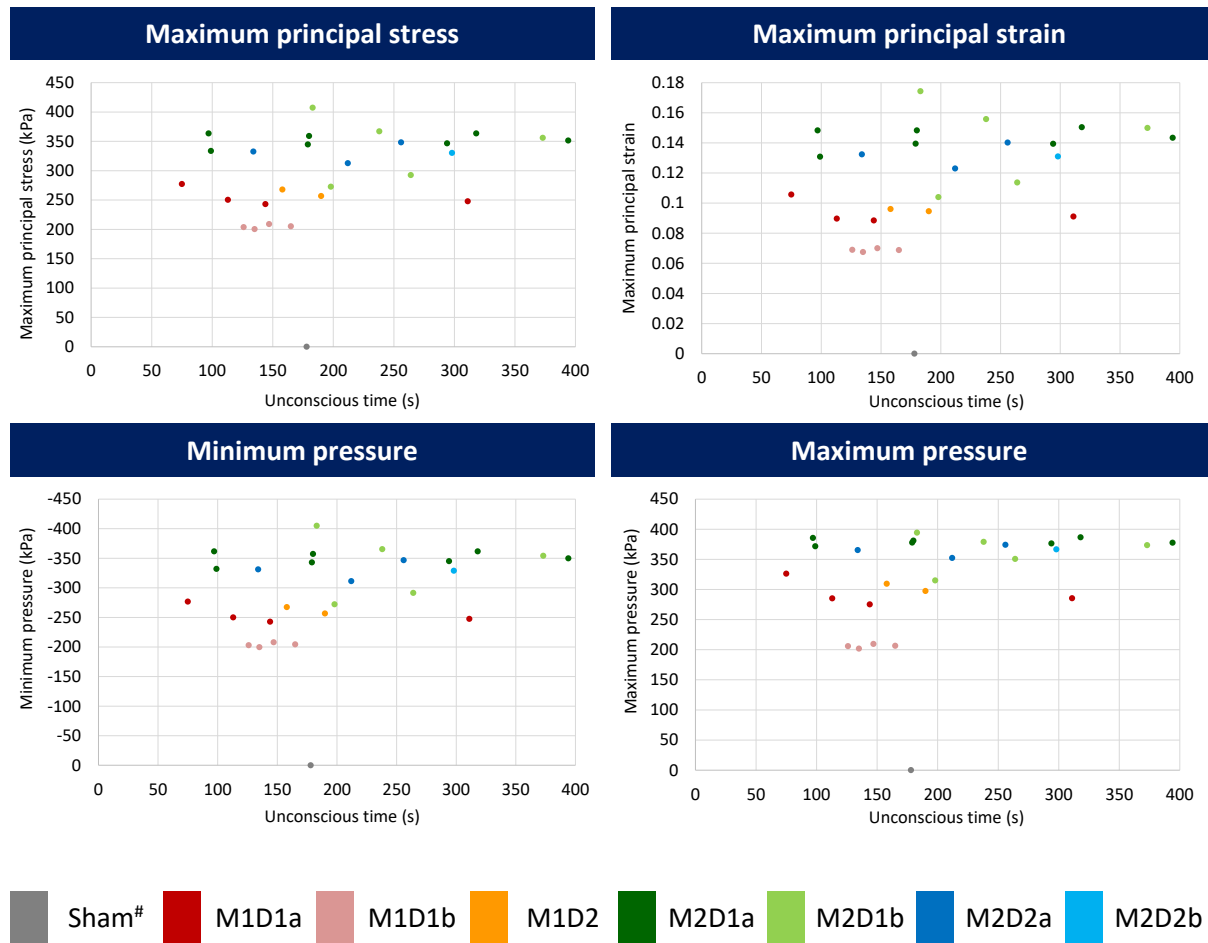 Maximum principal stress
Maximum principal strain
Maximum principal stress (kPa)
450
400
350
300
250
200
150
100
50
0
0 50 100 150 200 250 300 350 400
Unconscious time (s)
Maximum principal strain
0.18
0.16
0.14
0.12
0.1
0.08
0.06
0.04
0.02
0
0 50 100 150 200 250 300 350 400
Unconscious time (s)
Minimum pressure
Maximum pressure
Minimum pressure (kPa)
-450
-400
-350
-300
-250
-200
-150
-100
-50
0
0 50 100 150 200 250 300 350 400
Unconscious time (s)
Maximum pressure (kPa)
450
400
350
300
250
200
150
100
50
0
0 50 100 150 200 250 300 350 400
Unconscious time (s)
Sham# M1D1a M1D1b M1D2 M2D1a M2D1b M2D2a M2D2b